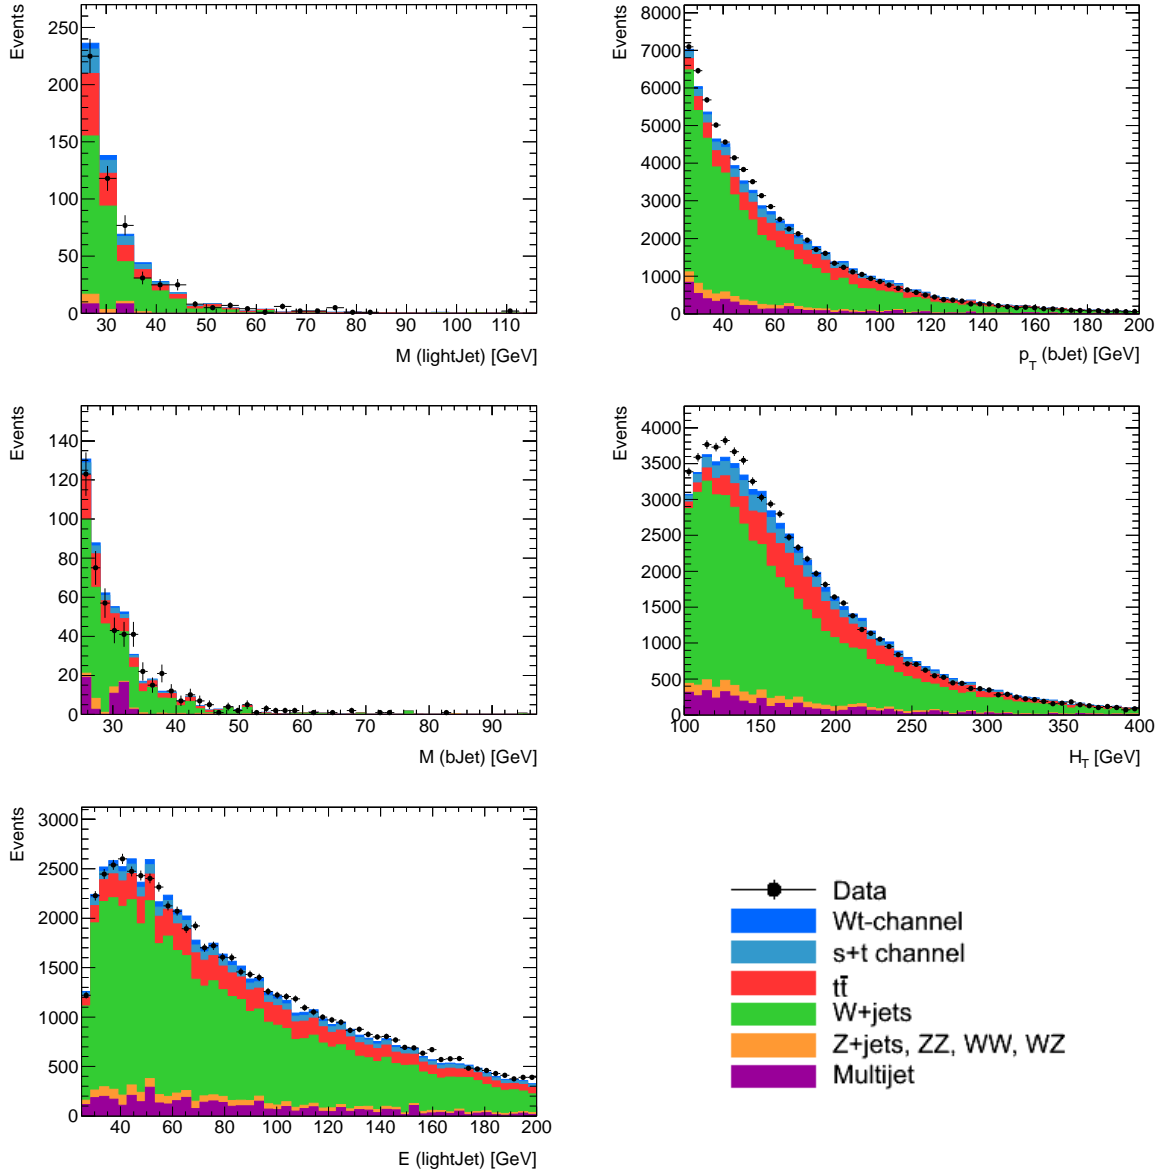 Events
250
200
150
100
50
0
30 40 50 60 70 80 90 100 110
M (lightJet) [GeV]
Events
8000
7000
6000
5000
4000
3000
2000
1000
0
40 60 80 100 120 140 160 180 200
p_T (bJet) [GeV]
Events
140
120
100
80
60
40
20
0
30 40 50 60 70 80 90
M (bJet) [GeV]
Events
4000
3500
3000
2500
2000
1500
1000
500
0
100 150 200 250 300 350 400
H_T [GeV]
Events
3000
2500
2000
1500
1000
500
0
40 60 80 100 120 140 160 180 200
E (lightJet) [GeV]
Data
Wt-channel
s+t channel
tt̄
W+jets
Z+jets, ZZ, WW, WZ
Multijet